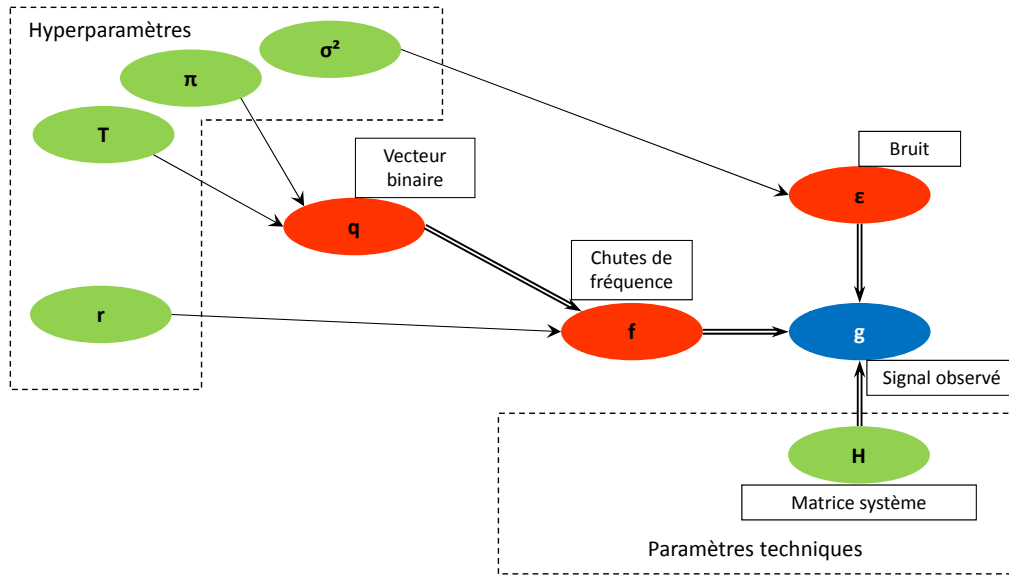 Hyperparamètres
σ²
π
T
Vecteur
binaire
Bruit
ε
q
Chutes de
fréquence
r
f
g
Signal observé
H
Matrice système
Paramètres techniques